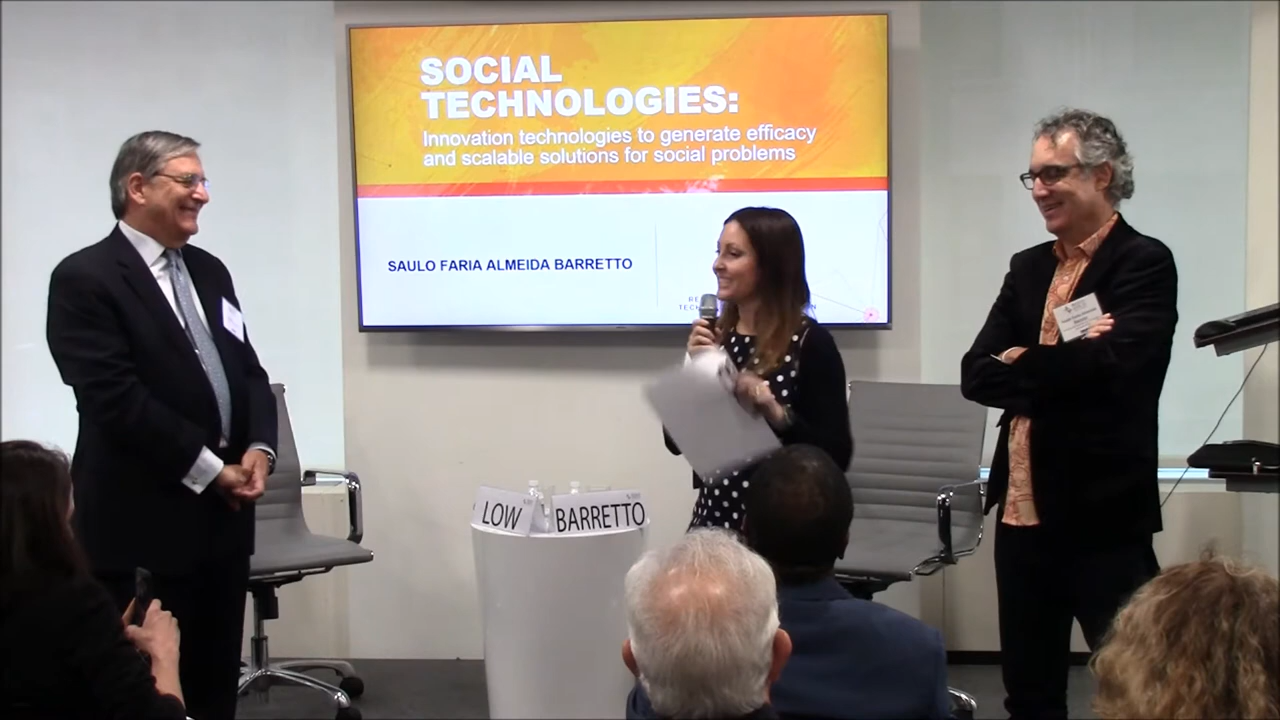 SOCIAL
TECHNOLOGIES:
Innovation technologies to generate efficacy
and scalable solutions for social problems
SAULO FARIA ALMEIDA BARRETTO
LOW
BARRETTO